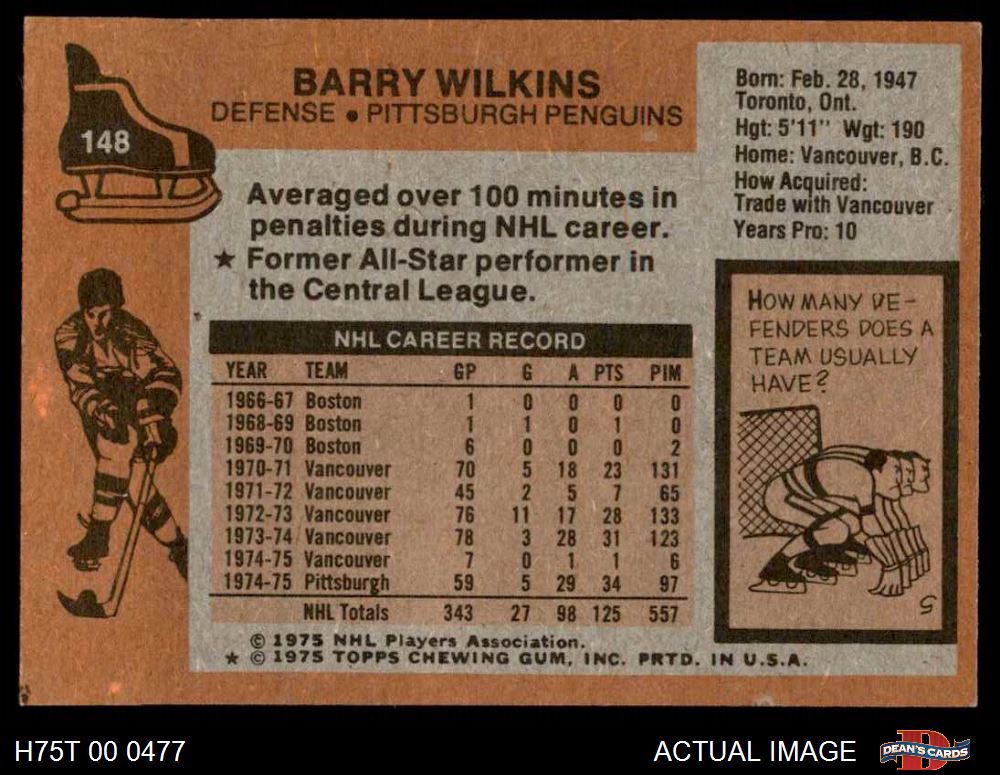 148
BARRY WILKINS
DEFENSE • PITTSBURGH PENGUINS
Born: Feb. 28, 1947
Toronto, Ont.
Hgt: 5'11" Wgt: 190
Home: Vancouver, B.C.
How Acquired:
Trade with Vancouver
Years Pro: 10
Averaged over 100 minutes in
penalties during NHL career.
★ Former All-Star performer in
the Central League.
NHL CAREER RECORD
YEAR TEAM GP G A PTS PIM
1966-67 Boston 1 0 0 0 0
1968-69 Boston 1 1 0 1 0
1969-70 Boston 6 0 0 0 2
1970-71 Vancouver 70 5 18 23 131
1971-72 Vancouver 45 2 5 7 65
1972-73 Vancouver 76 11 17 28 133
1973-74 Vancouver 78 3 28 31 123
1974-75 Vancouver 7 0 1 1 6
1974-75 Pittsburgh 59 5 29 34 97
NHL Totals 343 27 98 125 557
© 1975 NHL Players Association.
★ © 1975 TOPPS CHEWING GUM, INC. PRTD. IN U.S.A.
HOW MANY DE-
FENDERS DOES A
TEAM USUALLY
HAVE?
H75T 00 0477
ACTUAL IMAGE
DEAN'S CARDS